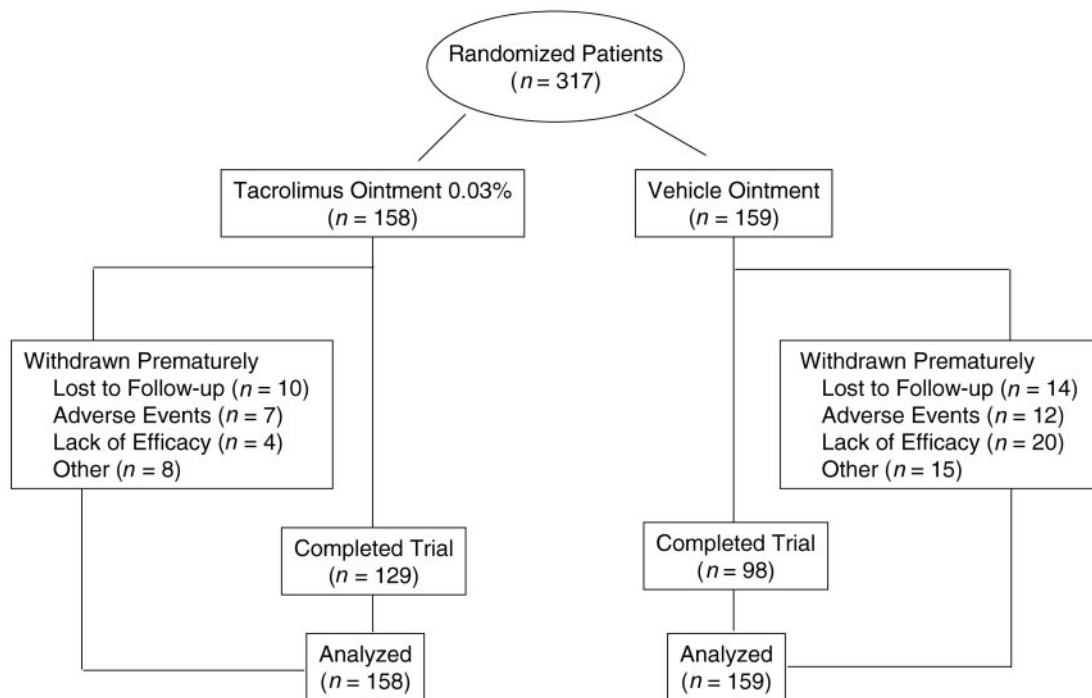 Randomized Patients
(n = 317)
Tacrolimus Ointment 0.03%
(n = 158)
Vehicle Ointment
(n = 159)
Withdrawn Prematurely
Lost to Follow-up (n = 10)
Adverse Events (n = 7)
Lack of Efficacy (n = 4)
Other (n = 8)
Withdrawn Prematurely
Lost to Follow-up (n = 14)
Adverse Events (n = 12)
Lack of Efficacy (n = 20)
Other (n = 15)
Completed Trial
(n = 129)
Completed Trial
(n = 98)
Analyzed
(n = 158)
Analyzed
(n = 159)